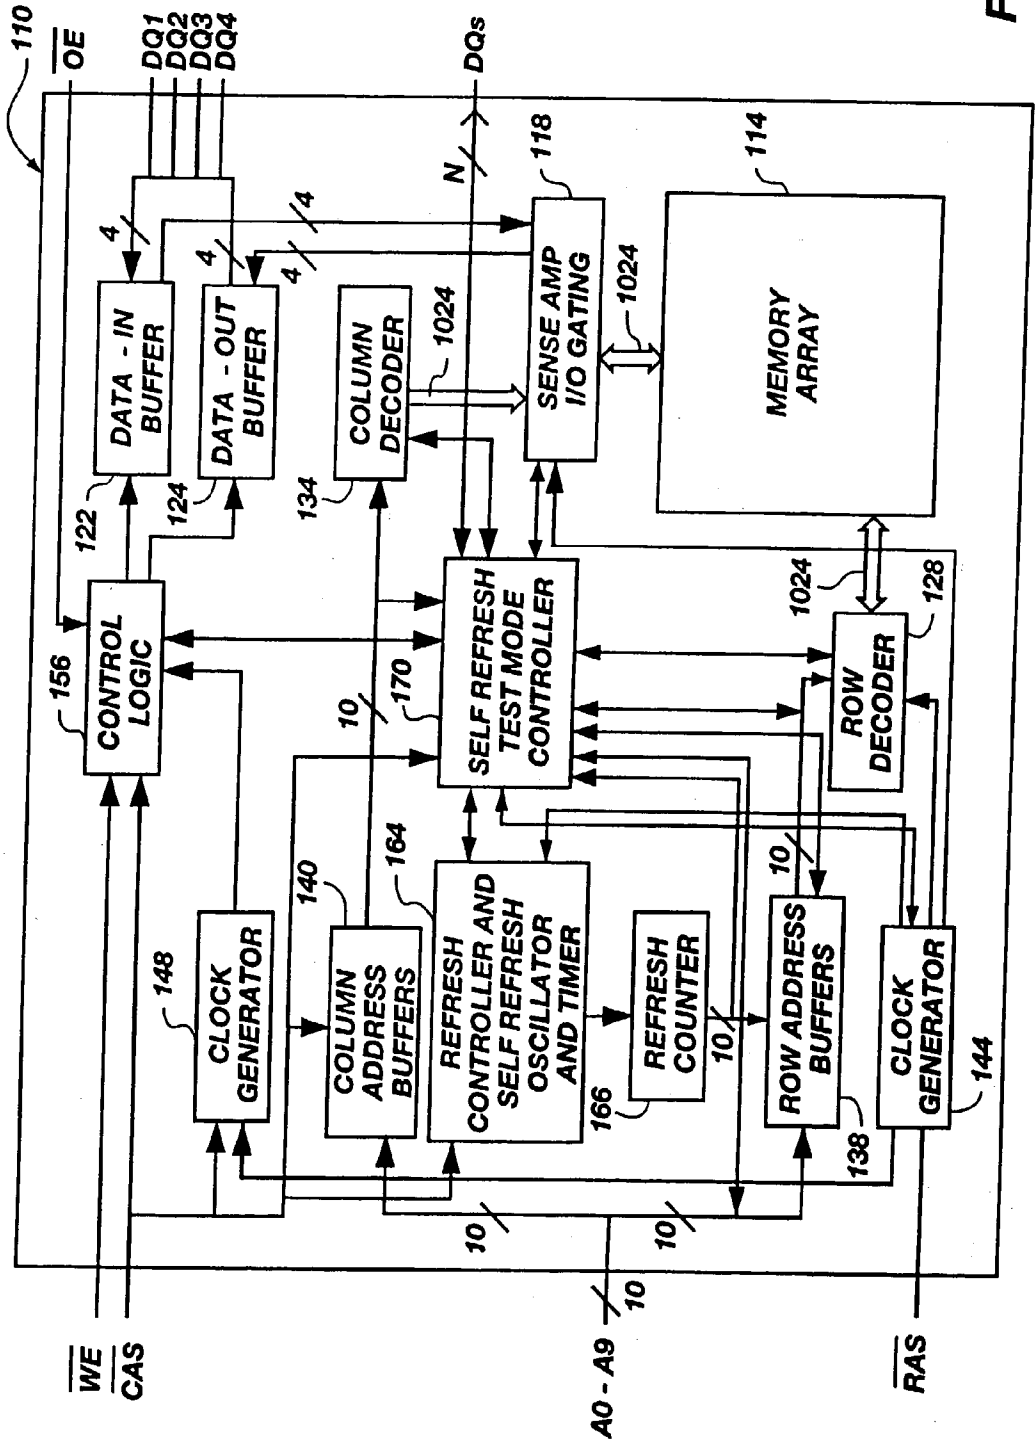 110
OE
DQ1
DQ2
DQ3
DQ4
DQs
F
4
4
4
4
N
118
114
DATA - IN
BUFFER
122
DATA - OUT
BUFFER
124
COLUMN
DECODER
134
1024
SENSE AMP
I/O GATING
1024
MEMORY
ARRAY
156
CONTROL
LOGIC
170
SELF REFRESH
TEST MODE
CONTROLLER
1024
128
ROW
DECODER
10
148
CLOCK
GENERATOR
140
COLUMN
ADDRESS
BUFFERS
164
REFRESH
CONTROLLER AND
SELF REFRESH
OSCILLATOR
AND TIMER
REFRESH
COUNTER
166
10
10
ROW ADDRESS
BUFFERS
138
CLOCK
GENERATOR
144
10
10
WE
CAS
A0 - A9
10
RAS